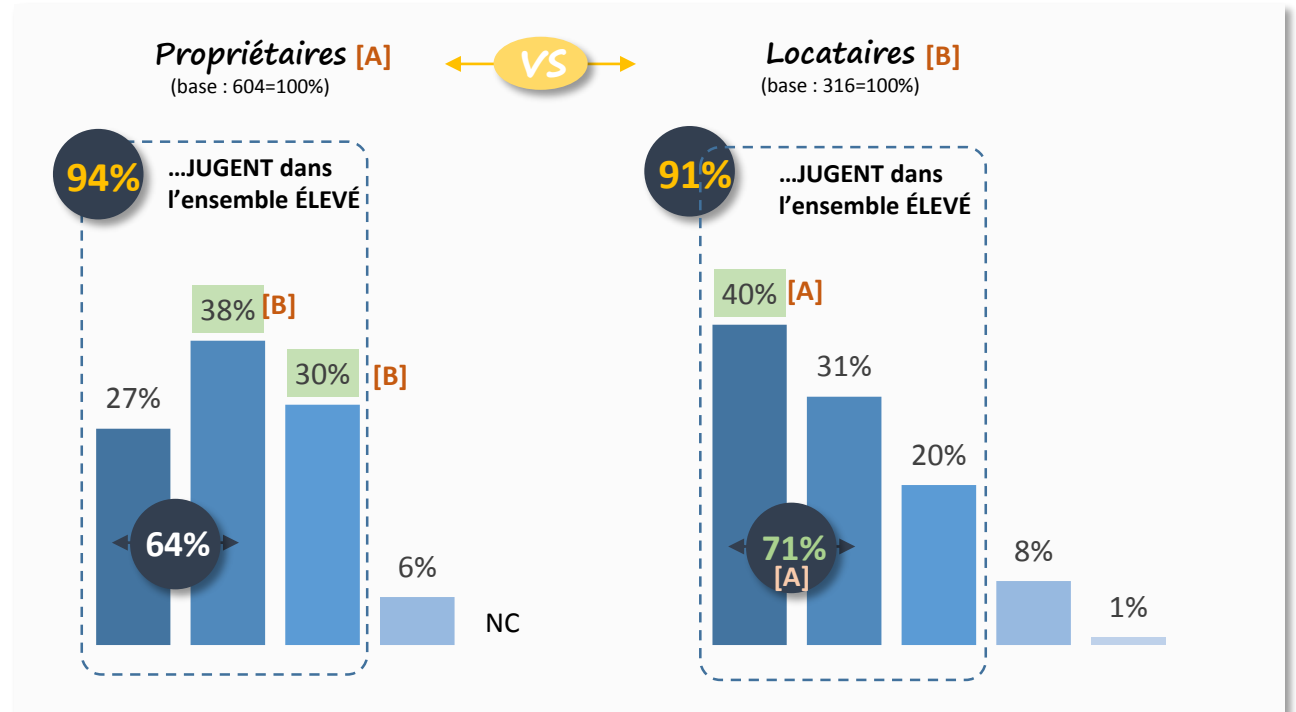 Propriétaires [A]
(base : 604=100%)
VS
Locataires [B]
(base : 316=100%)
94%
...JUGENT dans
l'ensemble ÉLEVÉ
27%
38% [B]
30% [B]
64%
6%
NC
91%
...JUGENT dans
l'ensemble ÉLEVÉ
40% [A]
31%
20%
71%
[A]
8%
1%